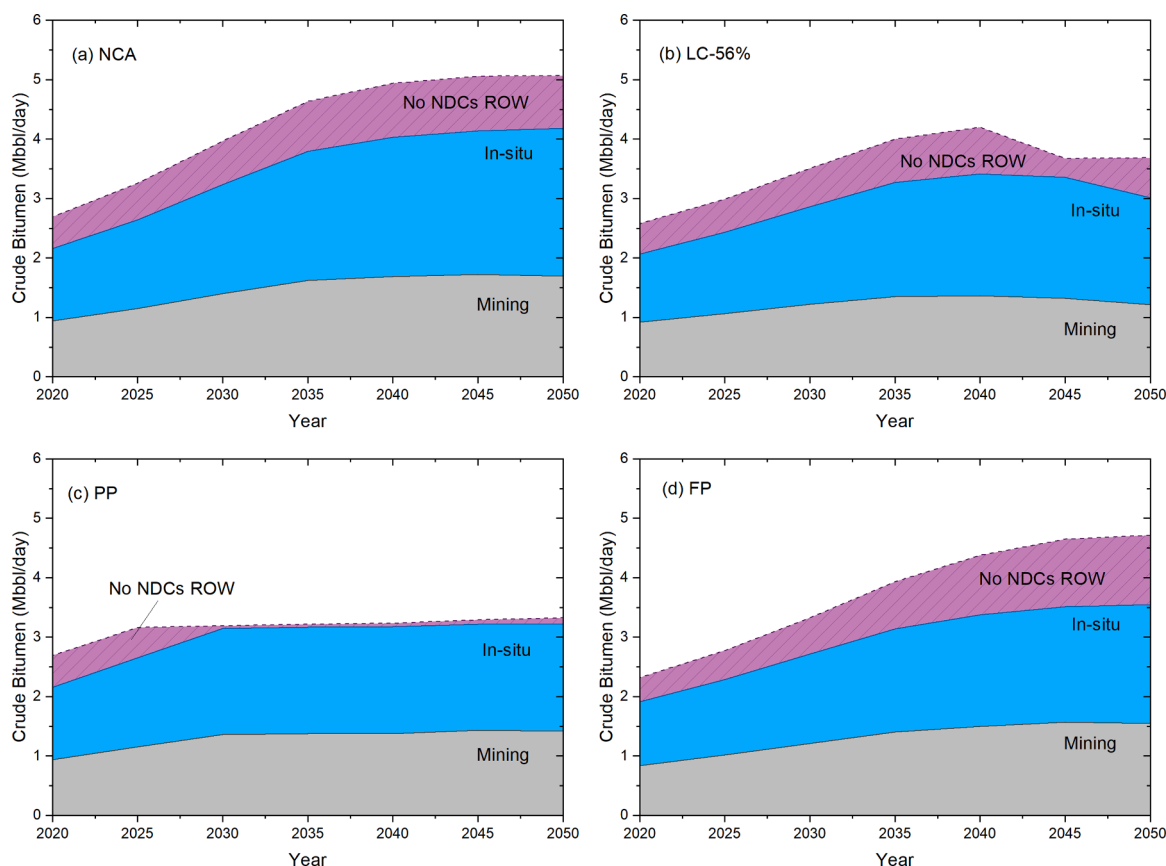 (a) NCA
No NDCs ROW
In-situ
Mining
Crude Bitumen (Mbbl/day)
0 1 2 3 4 5 6
2020 2025 2030 2035 2040 2045 2050
Year
(b) LC-56%
No NDCs ROW
In-situ
Mining
Crude Bitumen (Mbbl/day)
0 1 2 3 4 5 6
2020 2025 2030 2035 2040 2045 2050
Year
(c) PP
No NDCs ROW
In-situ
Mining
Crude Bitumen (Mbbl/day)
0 1 2 3 4 5 6
2020 2025 2030 2035 2040 2045 2050
Year
(d) FP
No NDCs ROW
In-situ
Mining
Crude Bitumen (Mbbl/day)
0 1 2 3 4 5 6
2020 2025 2030 2035 2040 2045 2050
Year